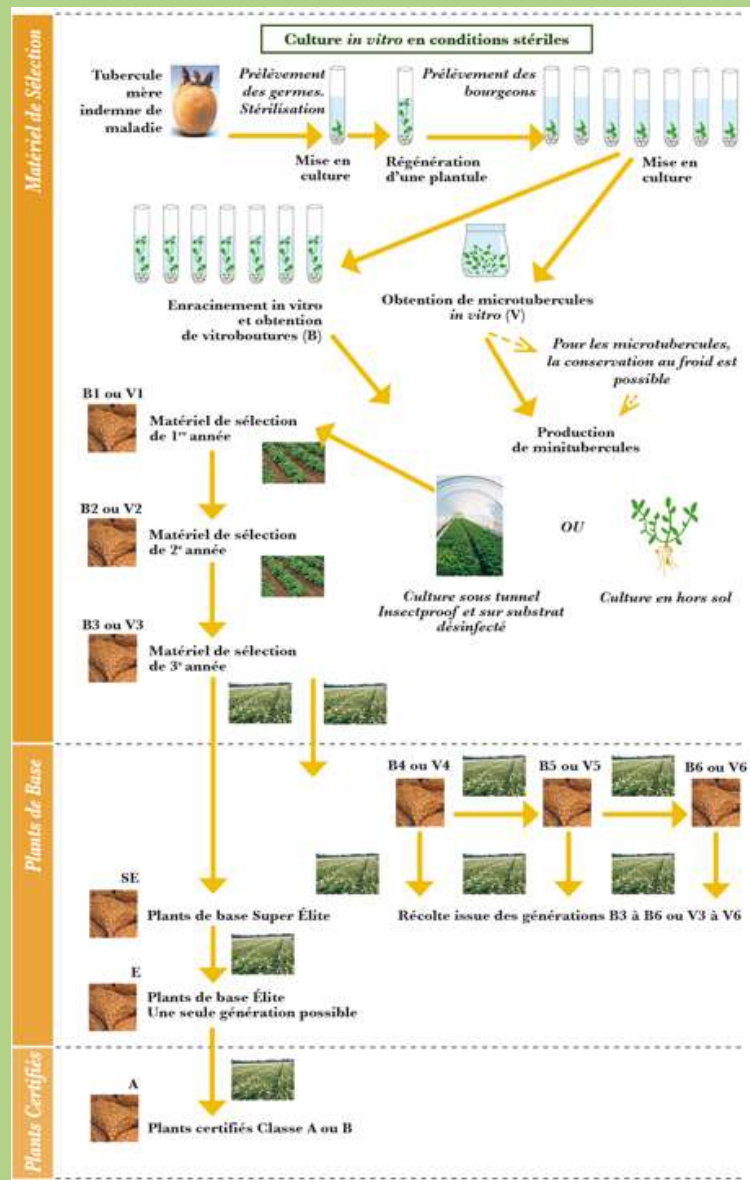 Matériel de Sélection
Culture in vitro en conditions stériles
Tubercule
mère
indemne de
maladie
Prélèvement
des germes.
Stérilisation
Prélèvement des
bourgeons
Mise en
culture
Régénération
d'une plantule
Mise en
culture
Enracinement in vitro
et obtention
de vitroboutures (B)
Obtention de microtubercules
in vitro (V)
Pour les microtubercules,
la conservation au froid est
possible
B1 ou V1
Matériel de sélection
de 1re année
Production
de minitubercules
B2 ou V2
Matériel de sélection
de 2e année
OU
Culture sous tunnel
Insectproof et sur substrat
désinfecté
Culture en hors sol
B3 ou V3
Matériel de sélection
de 3e année
Plants de Base
B4 ou V4
B5 ou V5
B6 ou V6
SE
Plants de base Super Élite
Récolte issue des générations B3 à B6 ou V3 à V6
E
Plants de base Élite
Une seule génération possible
Plants Certifiés
A
Plants certifiés Classe A ou B